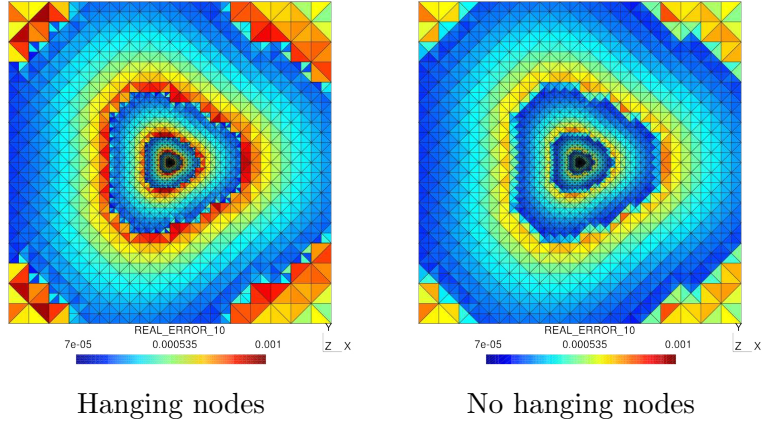 REAL_ERROR_10
7e-05 0.000535 0.001
Y
Z X
Hanging nodes
REAL_ERROR_10
7e-05 0.000535 0.001
Y
Z X
No hanging nodes